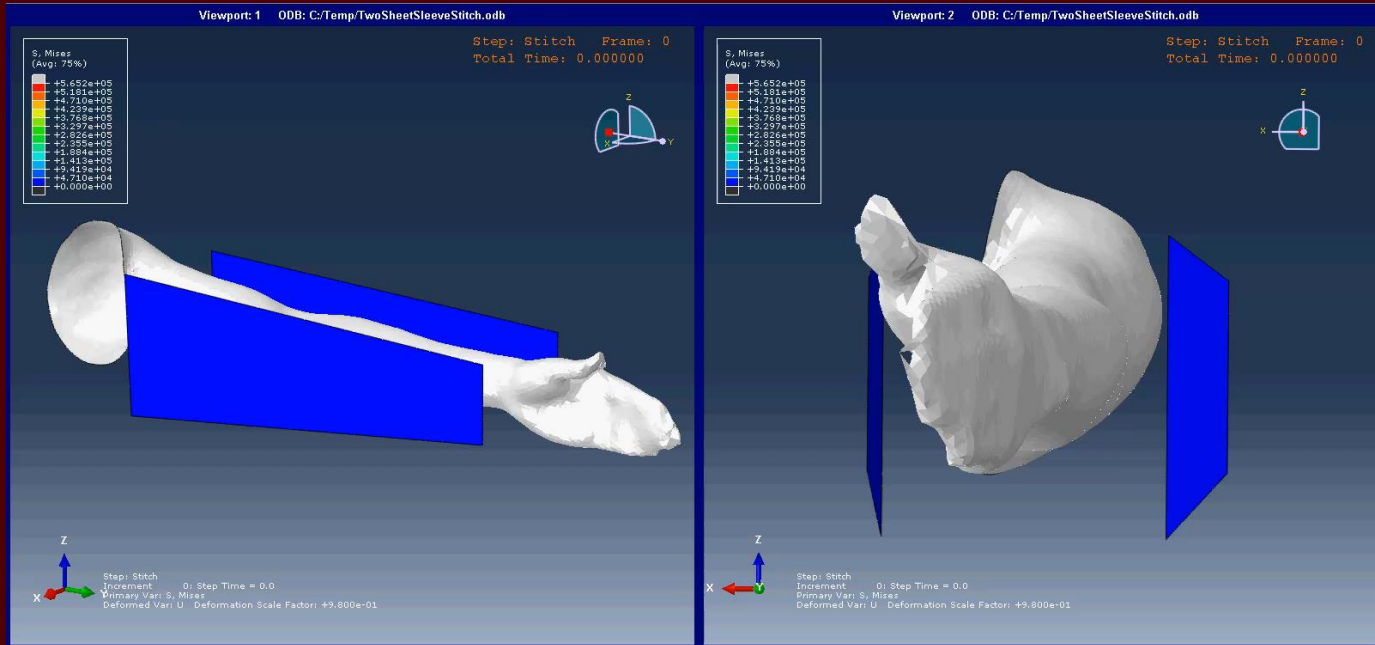 Viewport: 1 ODB: C:/Temp/TwoSheetSleeveStitch.odb
S, Mises
(Avg: 75%)
+5.652e+05
+5.181e+05
+4.710e+05
+4.239e+05
+3.768e+05
+3.297e+05
+2.826e+05
+2.355e+05
+1.884e+05
+1.413e+05
+9.419e+04
+4.710e+04
+0.000e+00
Step: Stitch Frame: 0
Total Time: 0.000000
Z
X
Y
Z
X
Y
Step: Stitch
Increment 0: Step Time = 0.0
Primary Var: S, Mises
Deformed Var: U Deformation Scale Factor: +9.800e-01
Viewport: 2 ODB: C:/Temp/TwoSheetSleeveStitch.odb
S, Mises
(Avg: 75%)
+5.652e+05
+5.181e+05
+4.710e+05
+4.239e+05
+3.768e+05
+3.297e+05
+2.826e+05
+2.355e+05
+1.884e+05
+1.413e+05
+9.419e+04
+4.710e+04
+0.000e+00
Step: Stitch Frame: 0
Total Time: 0.000000
Z
X
Z
X
Y
Step: Stitch
Increment 0: Step Time = 0.0
Primary Var: S, Mises
Deformed Var: U Deformation Scale Factor: +9.800e-01